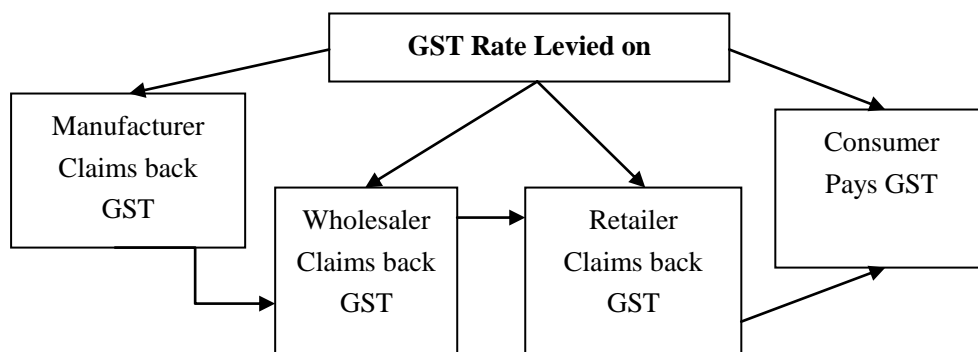 GST Rate Levied on
Manufacturer
Claims back
GST
Wholesaler
Claims back
GST
Retailer
Claims back
GST
Consumer
Pays GST